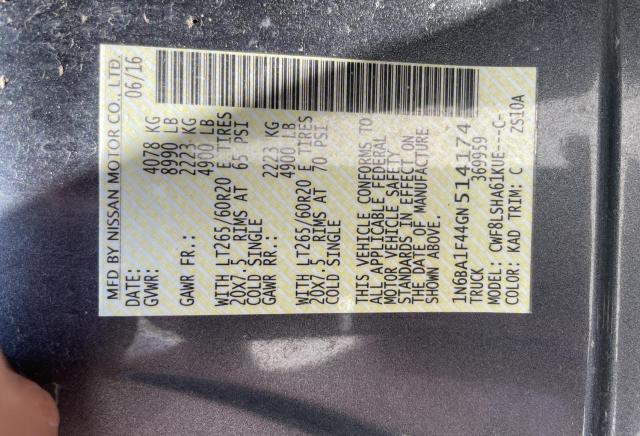 MFD BY NISSAN MOTOR CO., LTD.
DATE: 06/16
GVWR: 4078 KG
8990 LB
GAWR FR.: 2223 KG
4900 LB
WITH LT265/60R20 E TIRES
20X7.5 RIMS AT 65 PSI
COLD SINGLE
GAWR RR.: 2223 KG
4900 LB
WITH LT265/60R20 E TIRES
20X7.5 RIMS AT 70 PSI
COLD SINGLE
THIS VEHICLE CONFORMS TO
ALL APPLICABLE FEDERAL
MOTOR VEHICLE SAFETY
STANDARDS IN EFFECT ON
THE DATE OF MANUFACTURE
SHOWN ABOVE.
1N6BA1F44GN514174
TRUCK 369959
MODEL: CWF8LSHA61KUE---C-
COLOR: KAD TRIM: C ZS10A